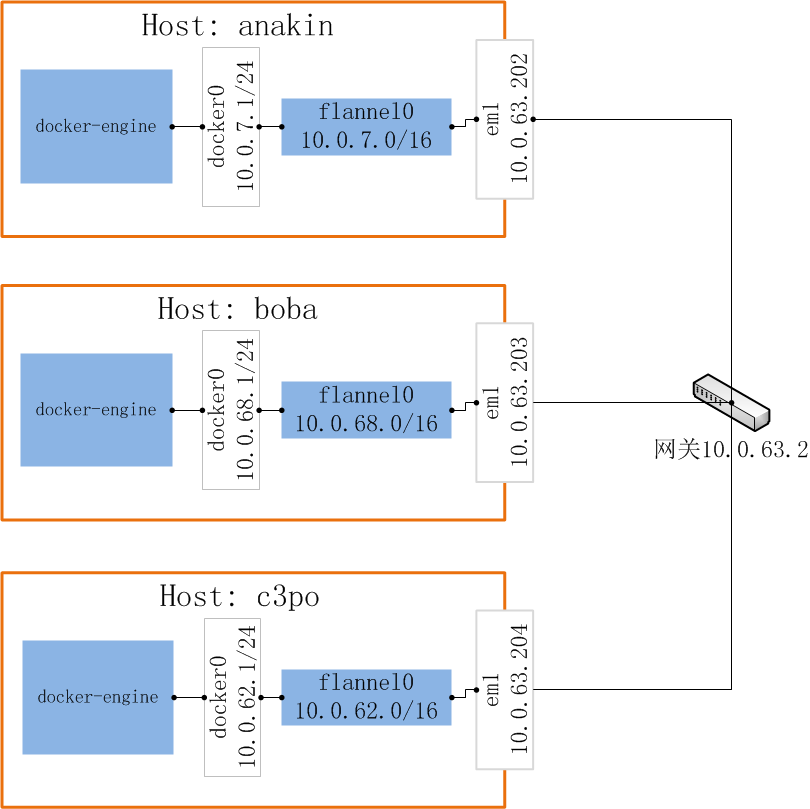 Host: anakin
docker-engine
docker0
10.0.7.1/24
flannel0
10.0.7.0/16
em1
10.0.63.202
Host: boba
docker-engine
docker0
10.0.68.1/24
flannel0
10.0.68.0/16
em1
10.0.63.203
网关10.0.63.2
Host: c3po
docker-engine
docker0
10.0.62.1/24
flannel0
10.0.62.0/16
em1
10.0.63.204